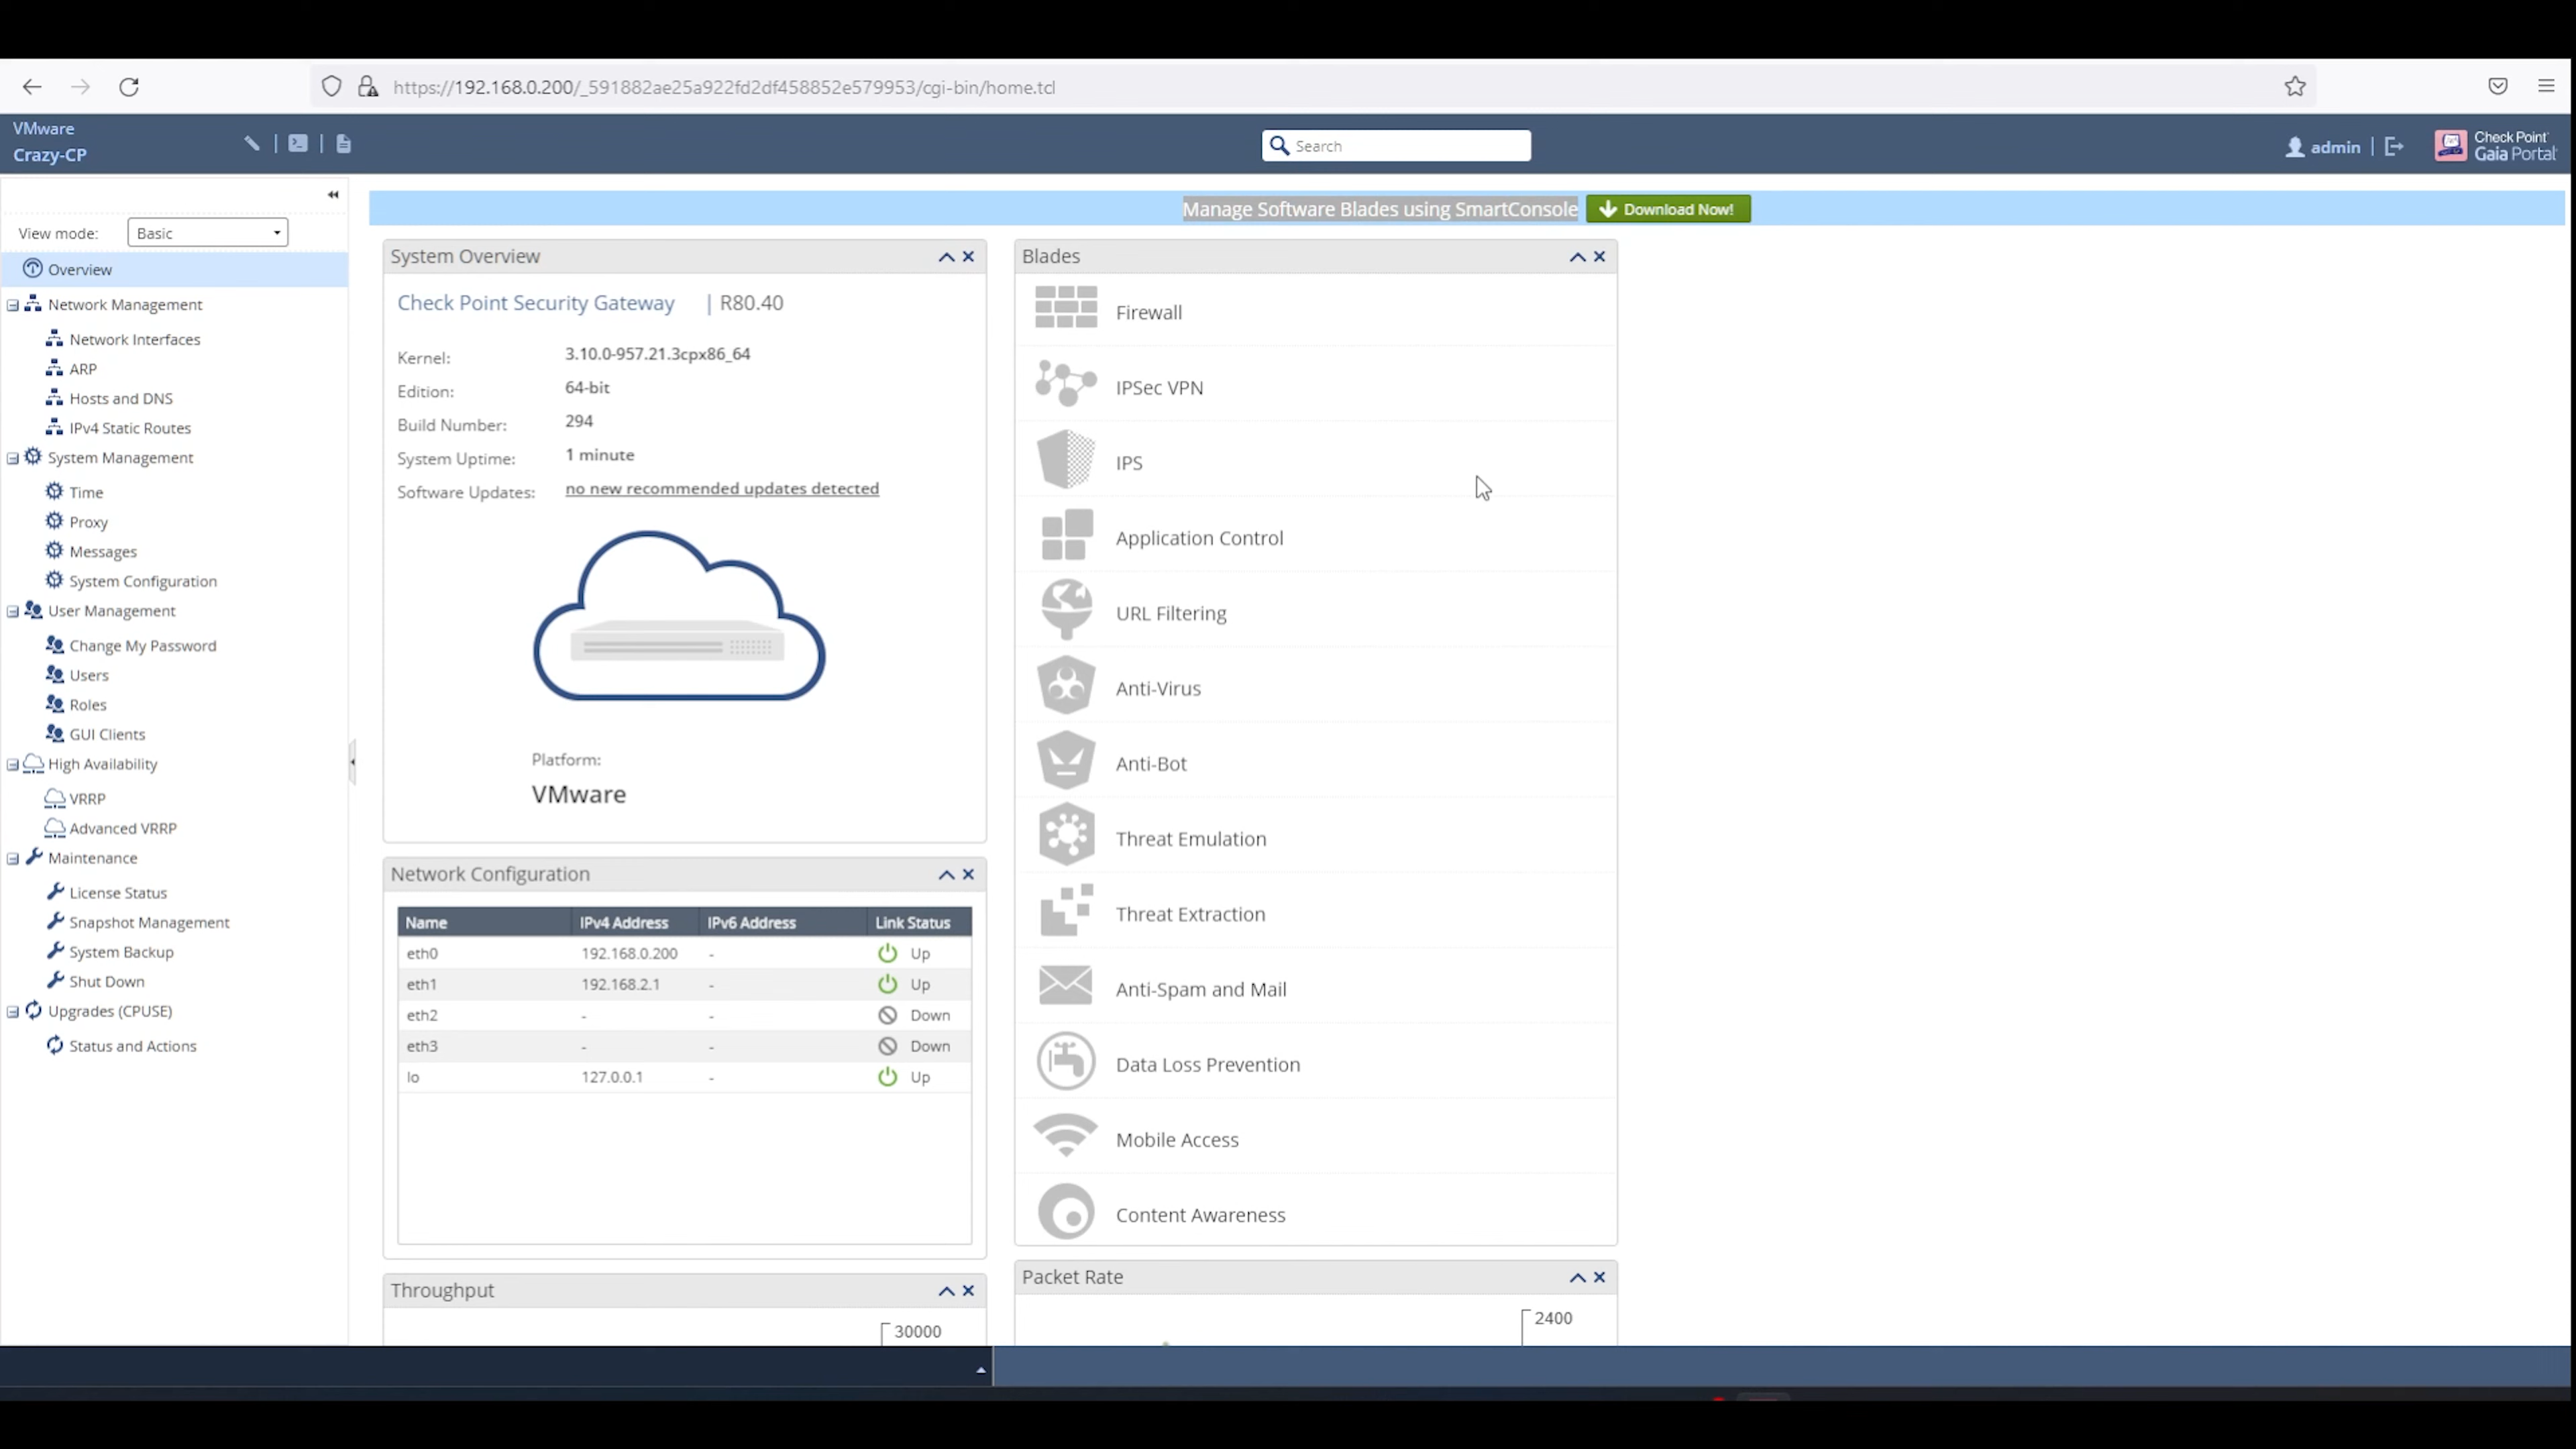 https://192.168.0.200/_591882ae25a922fd2df458852e579953/cgi-bin/home.tcl
VMware
Crazy-CP
Search
admin
Check Point
Gaia Portal
Manage Software Blades using SmartConsole
Download Now!
View mode:
Basic
Overview
Network Management
Network Interfaces
ARP
Hosts and DNS
IPv4 Static Routes
System Management
Time
Proxy
Messages
System Configuration
User Management
Change My Password
Users
Roles
GUI Clients
High Availability
VRRP
Advanced VRRP
Maintenance
License Status
Snapshot Management
System Backup
Shut Down
Upgrades (CPUSE)
Status and Actions
System Overview
Check Point Security Gateway | R80.40
Kernel: 3.10.0-957.21.3cpx86_64
Edition: 64-bit
Build Number: 294
System Uptime: 1 minute
Software Updates: no new recommended updates detected
Platform:
VMware
Network Configuration
Name IPv4 Address IPv6 Address Link Status
eth0 192.168.0.200 - Up
eth1 192.168.2.1 - Up
eth2 - - Down
eth3 - - Down
lo 127.0.0.1 - Up
Throughput
30000
Blades
Firewall
IPSec VPN
IPS
Application Control
URL Filtering
Anti-Virus
Anti-Bot
Threat Emulation
Threat Extraction
Anti-Spam and Mail
Data Loss Prevention
Mobile Access
Content Awareness
Packet Rate
2400